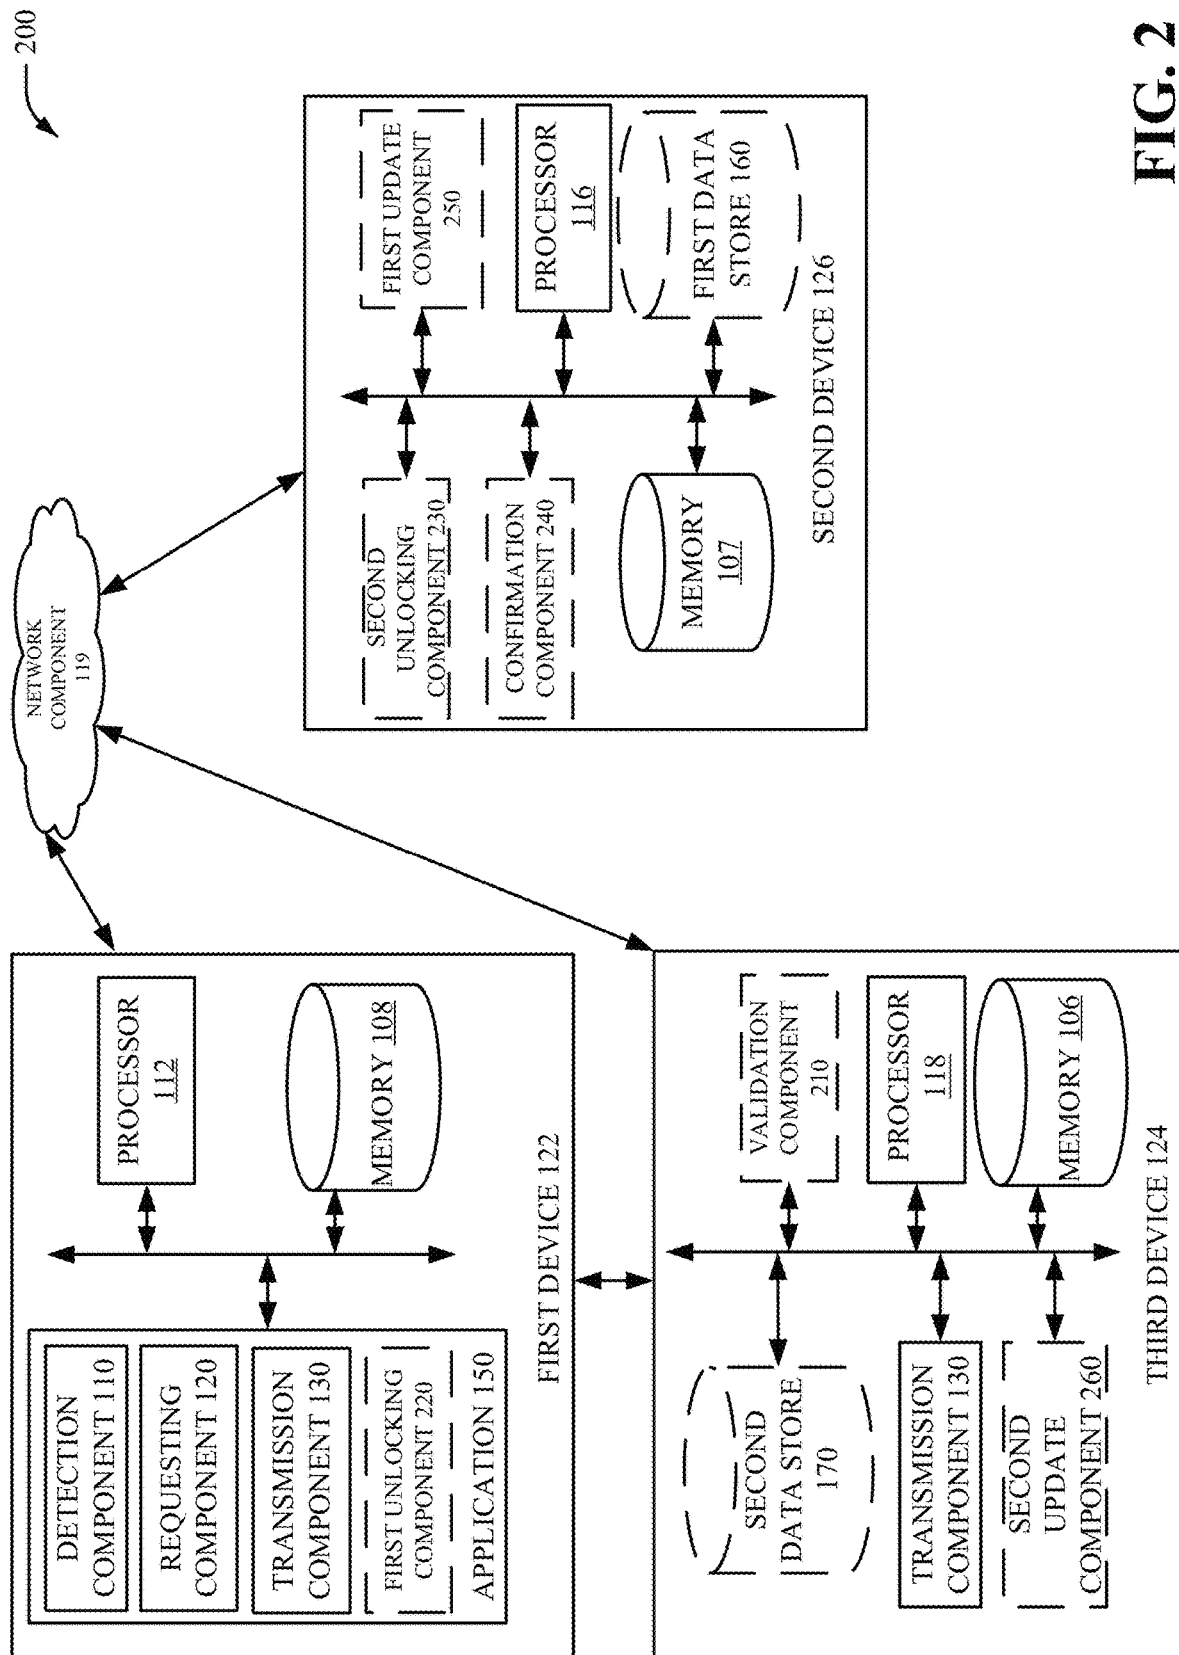 200
NETWORK
COMPONENT
119
DETECTION
COMPONENT 110
REQUESTING
COMPONENT 120
TRANSMISSION
COMPONENT 130
FIRST UNLOCKING
COMPONENT 220
APPLICATION 150
PROCESSOR
112
MEMORY 108
FIRST DEVICE 122
SECOND
UNLOCKING
COMPONENT 230
CONFIRMATION
COMPONENT 240
MEMORY
107
FIRST UPDATE
COMPONENT
250
PROCESSOR
116
FIRST DATA
STORE 160
SECOND DEVICE 126
SECOND
DATA STORE
170
TRANSMISSION
COMPONENT 130
SECOND
UPDATE
COMPONENT 260
VALIDATION
COMPONENT
210
PROCESSOR
118
MEMORY 106
THIRD DEVICE 124
FIG. 2